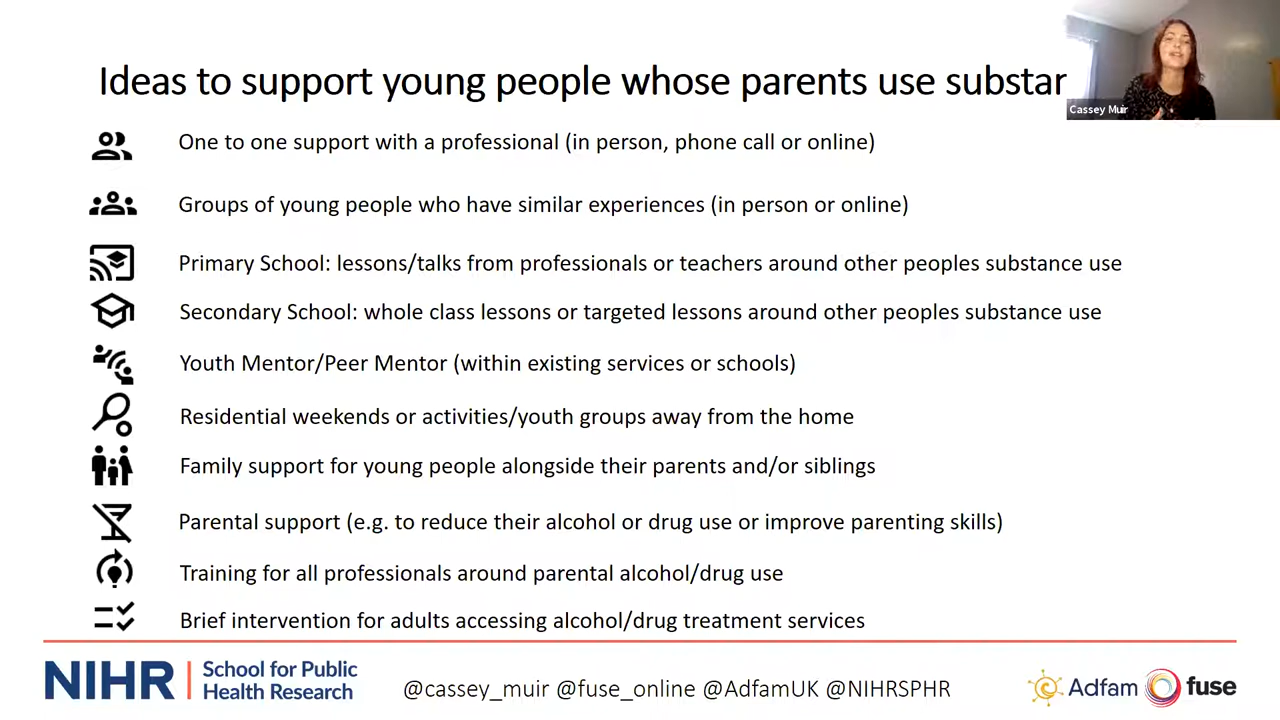 Ideas to support young people whose parents use substan
Cassey Muir
One to one support with a professional (in person, phone call or online)
Groups of young people who have similar experiences (in person or online)
Primary School: lessons/talks from professionals or teachers around other peoples substance use
Secondary School: whole class lessons or targeted lessons around other peoples substance use
Youth Mentor/Peer Mentor (within existing services or schools)
Residential weekends or activities/youth groups away from the home
Family support for young people alongside their parents and/or siblings
Parental support (e.g. to reduce their alcohol or drug use or improve parenting skills)
Training for all professionals around parental alcohol/drug use
Brief intervention for adults accessing alcohol/drug treatment services
NIHR | School for Public
Health Research
@cassey_muir @fuse_online @AdfamUK @NIHRSPHR
Adfam fuse